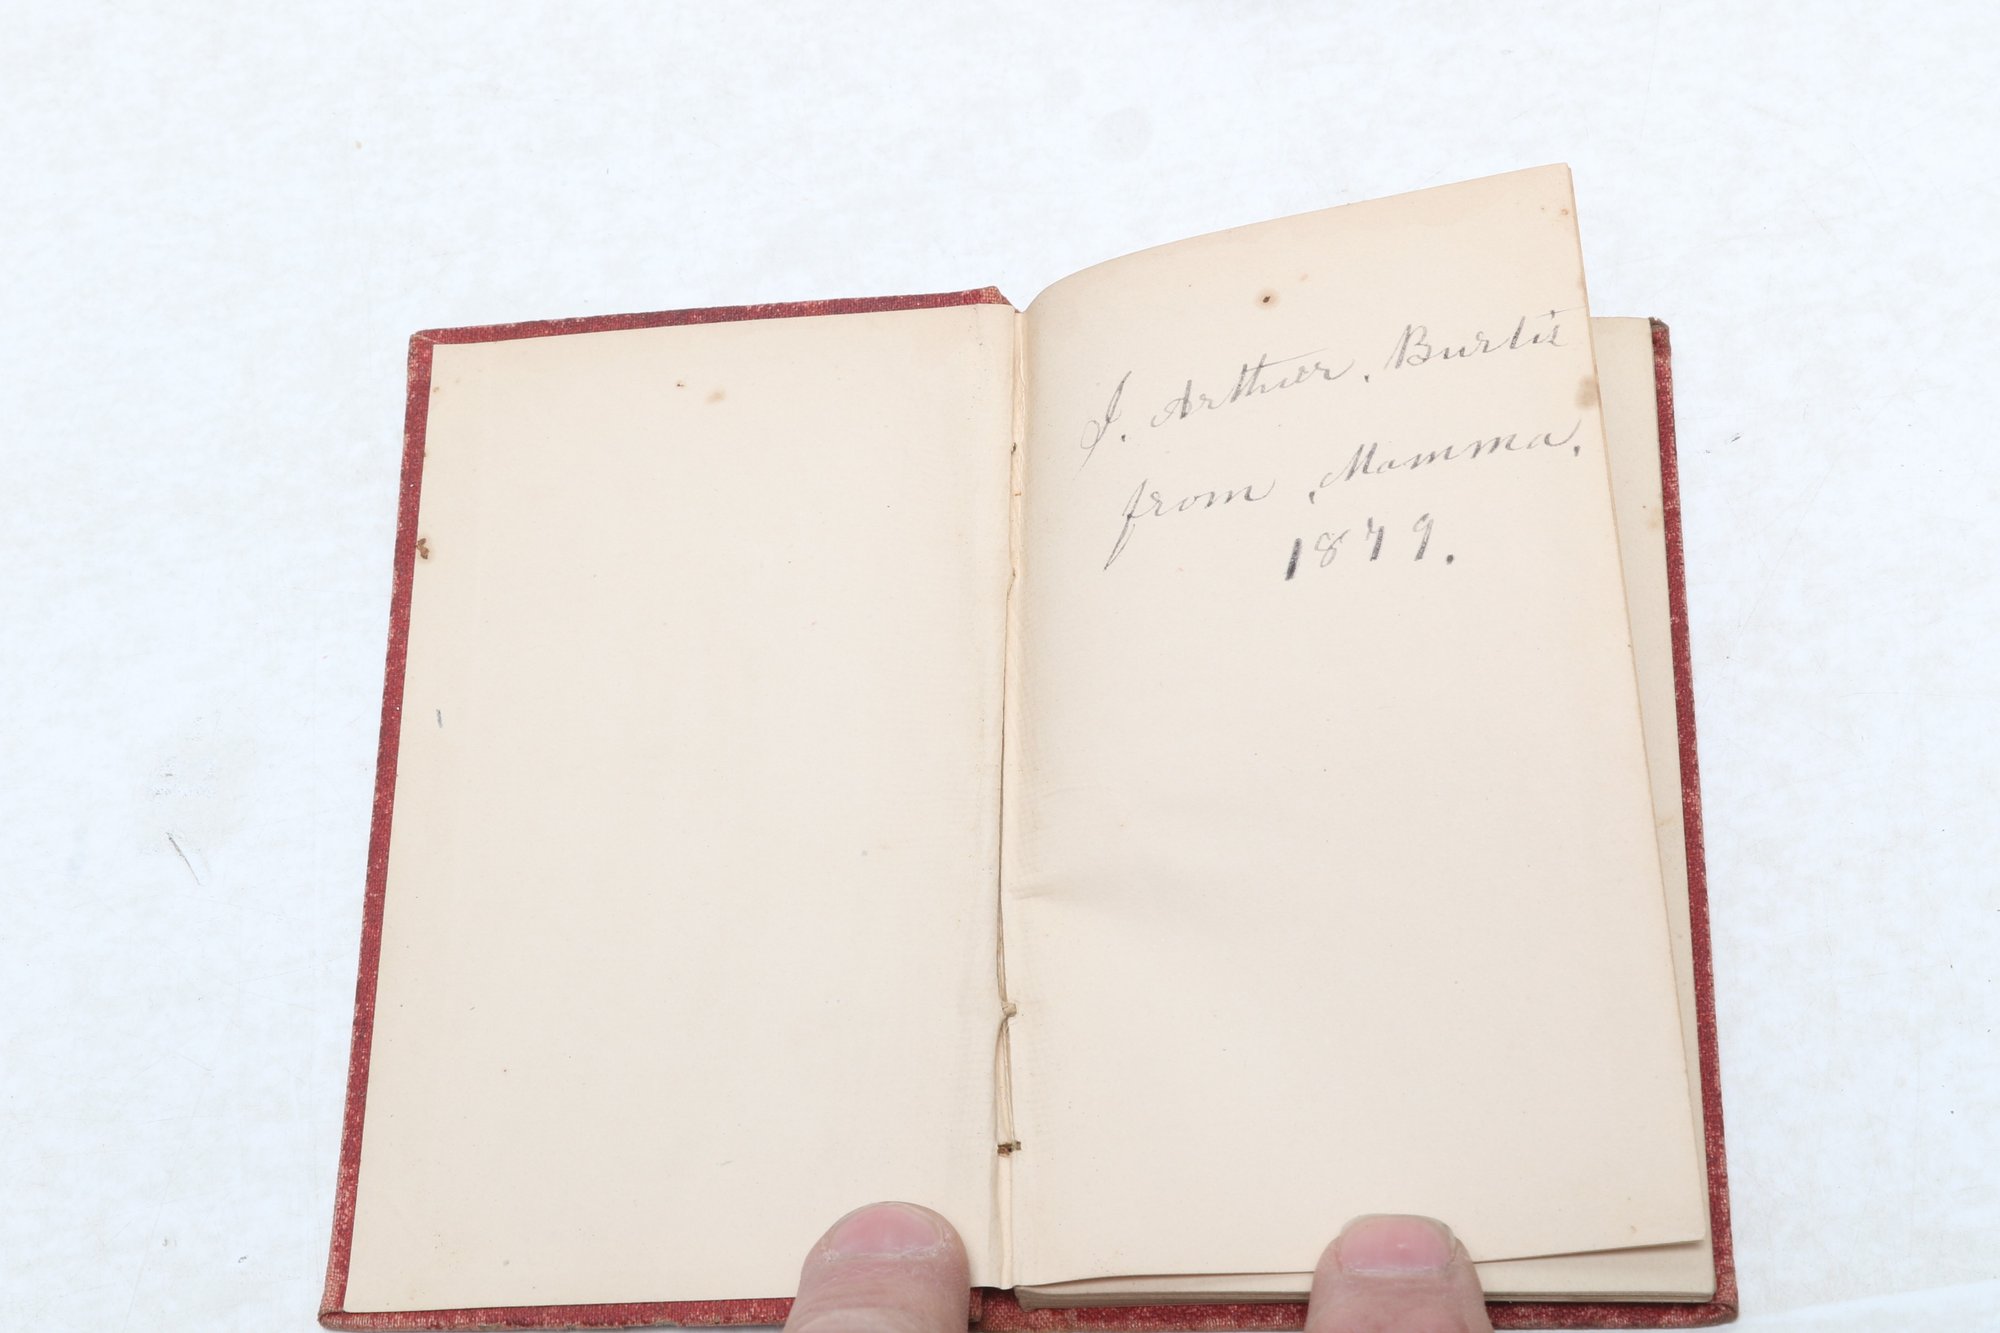 J. Arthur. Burtis
from Mamma.
1879.